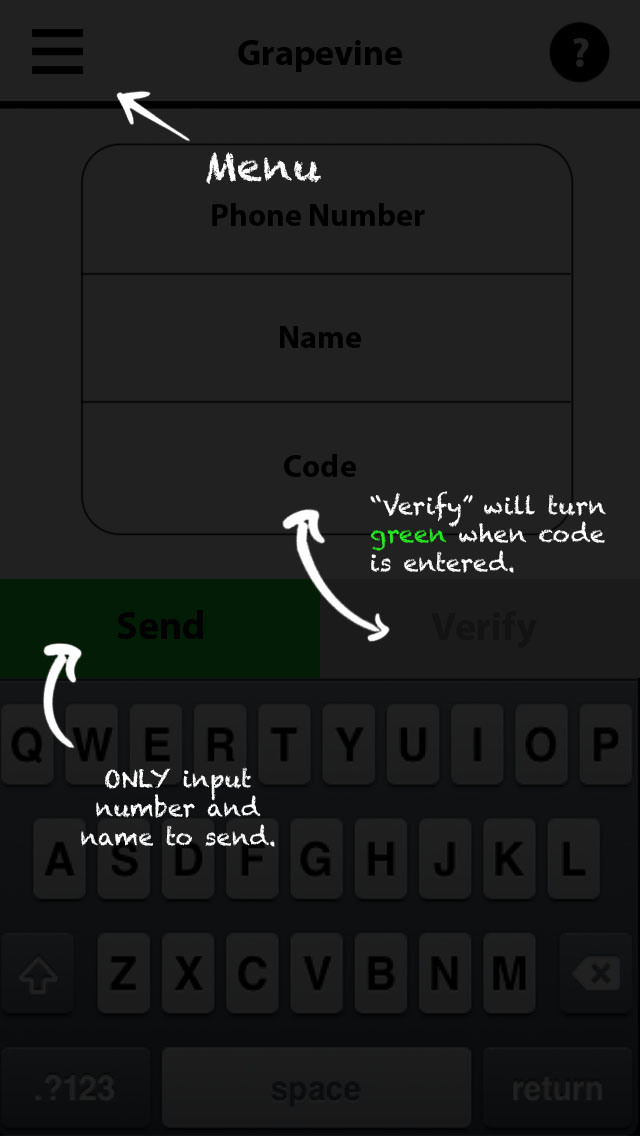 Grapevine
?
Menu
Phone Number
Name
Code
“Verify” will turn
green when code
is entered.
Send
Verify
Q W E R T Y U I O P
ONLY input
number and
name to send.
A S D F G H J K L
Z X C V B N M
.?123
space
return